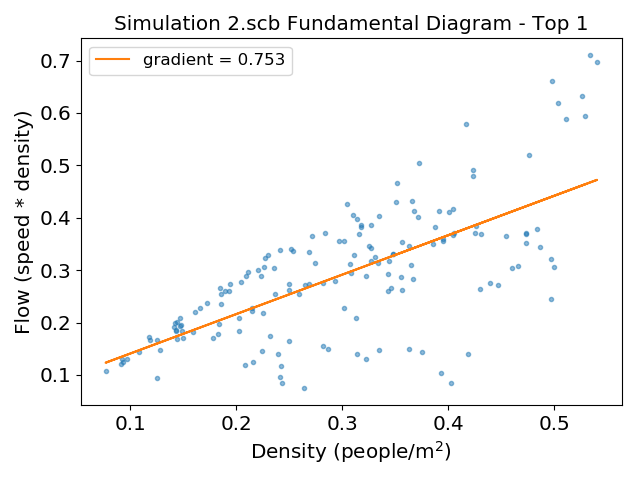 Simulation 2.scb Fundamental Diagram - Top 1
gradient = 0.753
Flow (speed * density)
0.7
0.6
0.5
0.4
0.3
0.2
0.1
0.1 0.2 0.3 0.4 0.5
Density (people/m²)